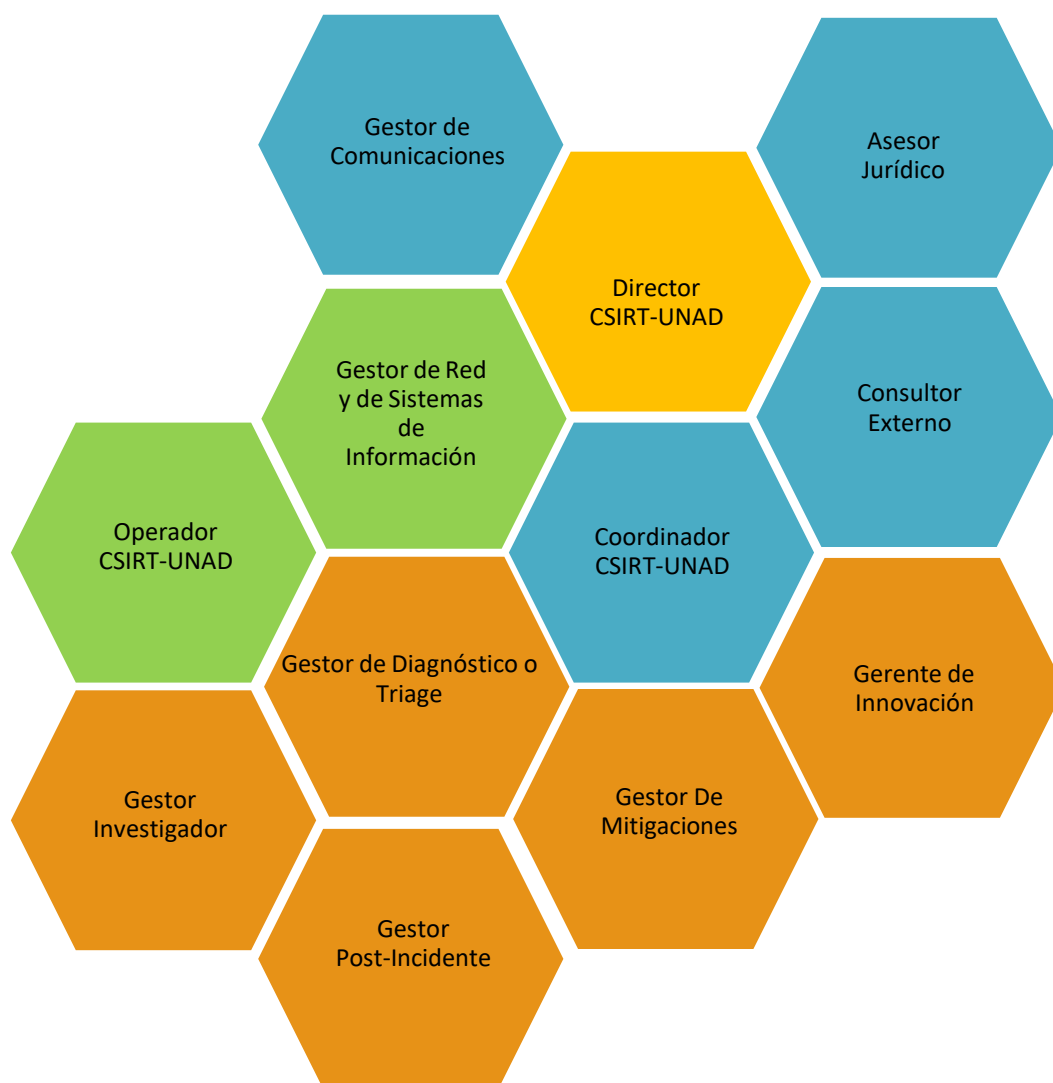 Gestor de
Comunicaciones
Asesor
Jurídico
Director
CSIRT-UNAD
Gestor de Red
y de Sistemas
de
Información
Consultor
Externo
Operador
CSIRT-UNAD
Coordinador
CSIRT-UNAD
Gestor de Diagnóstico o
Triage
Gerente de
Innovación
Gestor
Investigador
Gestor De
Mitigaciones
Gestor
Post-Incidente